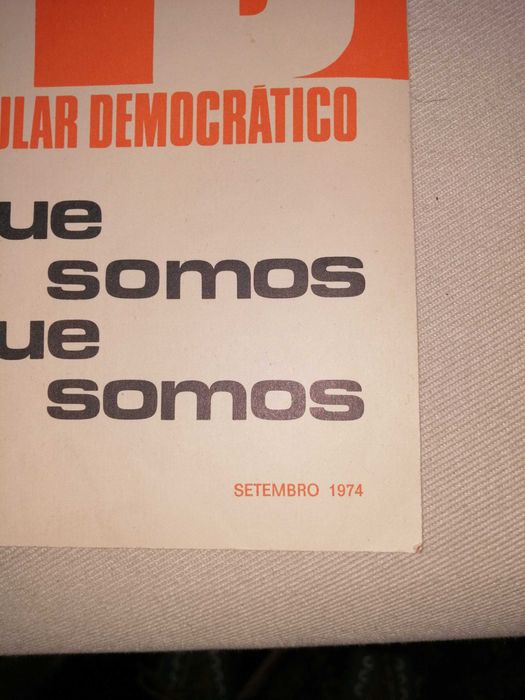 ULAR DEMOCRÁTICO
ue
somos
ue
somos
SETEMBRO 1974